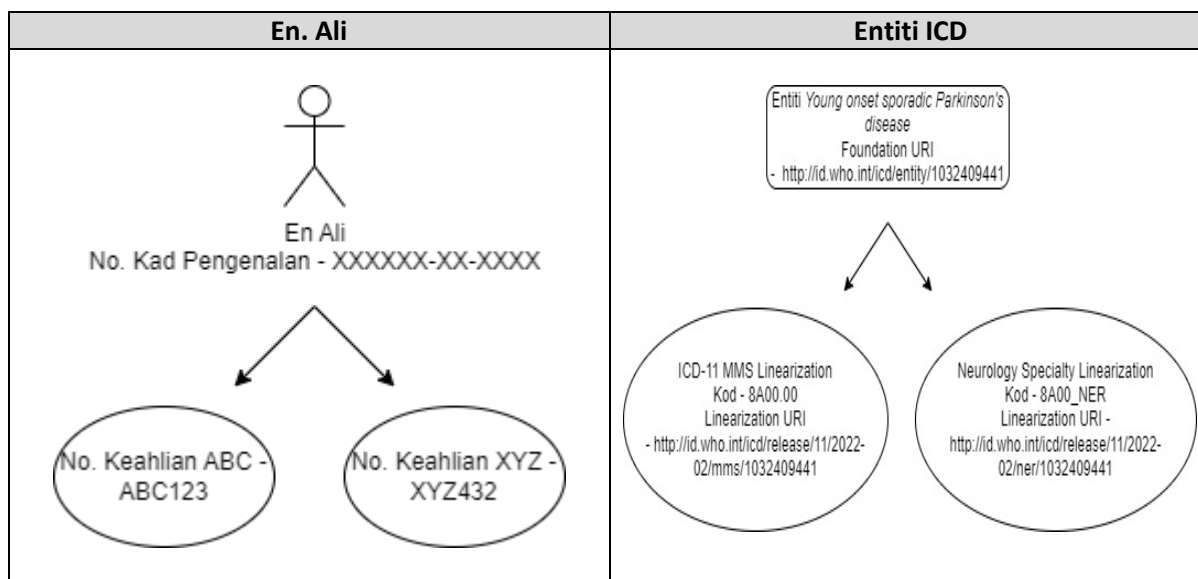 En. Ali
Entiti ICD
En Ali
No. Kad Pengenalan - XXXXXX-XX-XXXX
No. Keahlian ABC -
ABC123
No. Keahlian XYZ -
XYZ432
Entiti Young onset sporadic Parkinson's
disease
Foundation URI
- http://id.who.int/icd/entity/1032409441
ICD-11 MMS Linearization
Kod - 8A00.00
Linearization URI
- http://id.who.int/icd/release/11/2022-
02/mms/1032409441
Neurology Specialty Linearization
Kod - 8A00_NER
Linearization URI -
http://id.who.int/icd/release/11/2022-
02/ner/1032409441